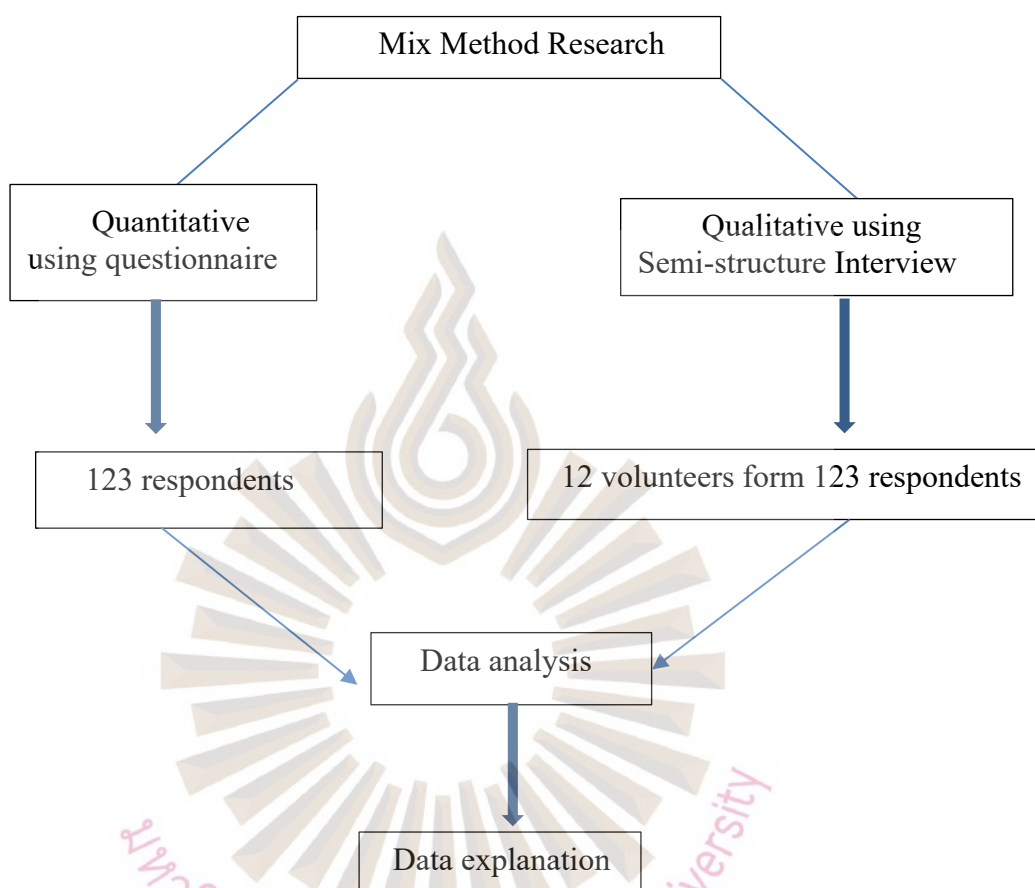 Mix Method Research
Quantitative
using questionnaire
Qualitative using
Semi-structure Interview
123 respondents
12 volunteers form 123 respondents
Data analysis
Data explanation